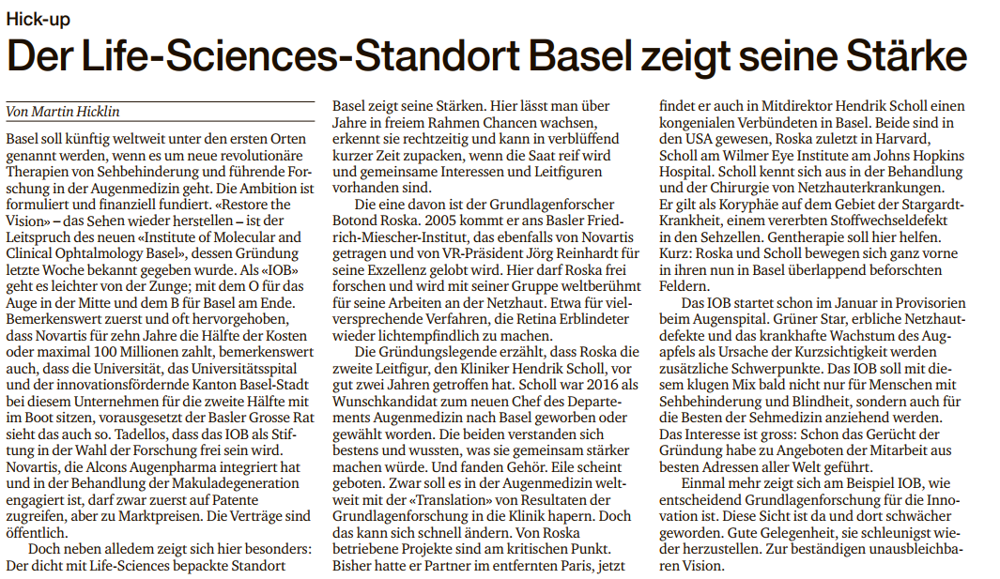 Hick-up
Der Life-Sciences-Standort Basel zeigt seine Stärke
Von Martin Hicklin
Basel soll künftig weltweit unter den ersten Orten
genannt werden, wenn es um neue revolutionäre
Therapien von Sehbehinderung und führende For-
schung in der Augenmedizin geht. Die Ambition ist
formuliert und finanziell fundiert. «Restore the
Vision» – das Sehen wieder herstellen – ist der
Leitspruch des neuen «Institute of Molecular and
Clinical Ophtalmology Basel», dessen Gründung
letzte Woche bekannt gegeben wurde. Als «IOB»
geht es leichter von der Zunge; mit dem O für das
Auge in der Mitte und dem B für Basel am Ende.
Bemerkenswert zuerst und oft hervorgehoben,
dass Novartis für zehn Jahre die Hälfte der Kosten
oder maximal 100 Millionen zahlt, bemerkenswert
auch, dass die Universität, das Universitätsspital
und der innovationsfördernde Kanton Basel-Stadt
bei diesem Unternehmen für die zweite Hälfte mit
im Boot sitzen, vorausgesetzt der Basler Grosse Rat
sieht das auch so. Tadellos, dass das IOB als Stif-
tung in der Wahl der Forschung frei sein wird.
Novartis, die Alcons Augenpharma integriert hat
und in der Behandlung der Makuladegeneration
engagiert ist, darf zwar zuerst auf Patente
zugreifen, aber zu Marktpreisen. Die Verträge sind
öffentlich.
Doch neben alledem zeigt sich hier besonders:
Der dicht mit Life-Sciences bepackte Standort
Basel zeigt seine Stärken. Hier lässt man über
Jahre in freiem Rahmen Chancen wachsen,
erkennt sie rechtzeitig und kann in verblüffend
kurzer Zeit zupacken, wenn die Saat reif wird
und gemeinsame Interessen und Leitfiguren
vorhanden sind.
Die eine davon ist der Grundlagenforscher
Botond Roska. 2005 kommt er ans Basler Fried-
rich-Miescher-Institut, das ebenfalls von Novartis
getragen und von VR-Präsident Jörg Reinhardt für
seine Exzellenz gelobt wird. Hier darf Roska frei
forschen und wird mit seiner Gruppe weltberühmt
für seine Arbeiten an der Netzhaut. Etwa für viel-
versprechende Verfahren, die Retina Erblindeter
wieder lichtempfindlich zu machen.
Die Gründungslegende erzählt, dass Roska die
zweite Leitfigur, den Kliniker Hendrik Scholl, vor
gut zwei Jahren getroffen hat. Scholl war 2016 als
Wunschkandidat zum neuen Chef des Departe-
ments Augenmedizin nach Basel geworben oder
gewählt worden. Die beiden verstanden sich
bestens und wussten, was sie gemeinsam stärker
machen würde. Und fanden Gehör. Eile scheint
geboten. Zwar soll es in der Augenmedizin welt-
weit mit der «Translation» von Resultaten der
Grundlagenforschung in die Klinik hapern. Doch
das kann sich schnell ändern. Von Roska
betriebene Projekte sind am kritischen Punkt.
Bisher hatte er Partner im entfernten Paris, jetzt
findet er auch in Mitdirektor Hendrik Scholl einen
kongenialen Verbündeten in Basel. Beide sind in
den USA gewesen, Roska zuletzt in Harvard,
Scholl am Wilmer Eye Institute am Johns Hopkins
Hospital. Scholl kennt sich aus in der Behandlung
und der Chirurgie von Netzhauterkrankungen.
Er gilt als Koryphäe auf dem Gebiet der Stargardt-
Krankheit, einem vererbten Stoffwechseldefekt
in den Sehzellen. Gentherapie soll hier helfen.
Kurz: Roska und Scholl bewegen sich ganz vorne
in ihren nun in Basel überlappend beforschten
Feldern.
Das IOB startet schon im Januar in Provisorien
beim Augenspital. Grüner Star, erbliche Netzhaut-
defekte und das krankhafte Wachstum des Aug-
apfels als Ursache der Kurzsichtigkeit werden
zusätzliche Schwerpunkte. Das IOB soll mit die-
sem klugen Mix bald nicht nur für Menschen mit
Sehbehinderung und Blindheit, sondern auch für
die Besten der Sehmedizin anziehend werden.
Das Interesse ist gross: Schon das Gerücht der
Gründung habe zu Angeboten der Mitarbeit aus
besten Adressen aller Welt geführt.
Einmal mehr zeigt sich am Beispiel IOB, wie
entscheidend Grundlagenforschung für die Inno-
vation ist. Diese Sicht ist da und dort schwächer
geworden. Gute Gelegenheit, sie schleunigst wie-
der herzustellen. Zur beständigen unausbleichba-
ren Vision.